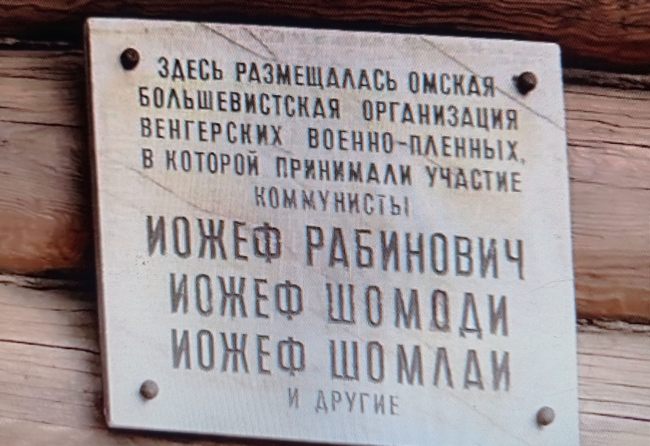 ЗДЕСЬ РАЗМЕЩАЛАСЬ ОМСКАЯ
БОЛЬШЕВИСТСКАЯ ОРГАНИЗАЦИЯ
ВЕНГЕРСКИХ ВОЕННО-ПЛЕННЫХ,
В КОТОРОЙ ПРИНИМАЛИ УЧАСТИЕ
КОММУНИСТЫ
ИОЖЕФ РАБИНОВИЧ
ИОЖЕФ ШОМОДИ
ИОЖЕФ ШОМЛАИ
И ДРУГИЕ